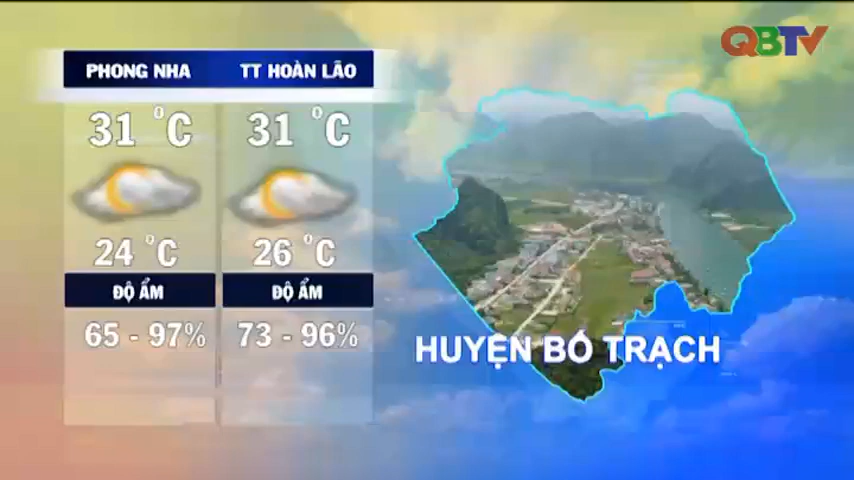 QBTV
PHONG NHA
TT HOÀN LÃO
31 °C
31 °C
24 °C
26 °C
ĐỘ ẨM
ĐỘ ẨM
65 - 97%
73 - 96%
HUYỆN BỐ TRẠCH